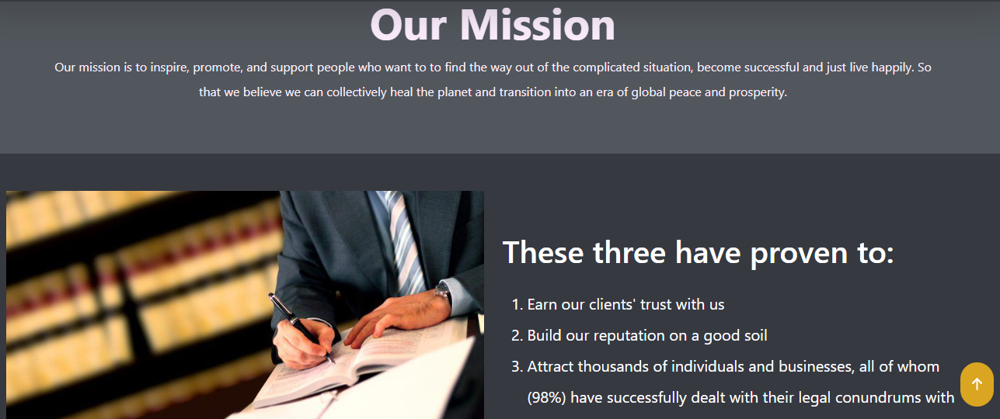 Our Mission
Our mission is to inspire, promote, and support people who want to to find the way out of the complicated situation, become successful and just live happily. So
that we believe we can collectively heal the planet and transition into an era of global peace and prosperity.
These three have proven to:
1. Earn our clients' trust with us
2. Build our reputation on a good soil
3. Attract thousands of individuals and businesses, all of whom
(98%) have successfully dealt with their legal conundrums with